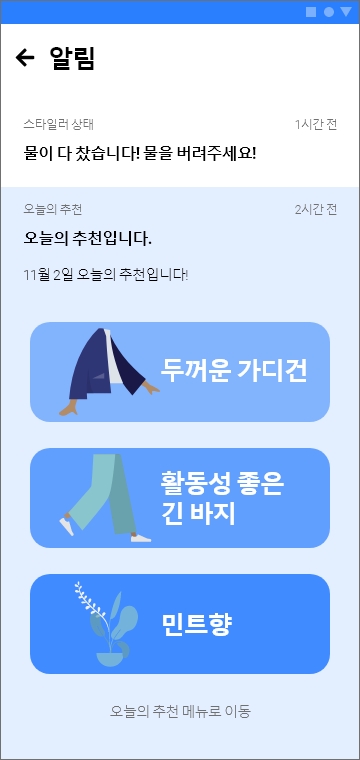 알림
스타일러 상태 1시간 전
물이 다 찼습니다! 물을 버려주세요!
오늘의 추천 2시간 전
오늘의 추천입니다.
11월 2일 오늘의 추천입니다!
두꺼운 가디건
활동성 좋은
긴 바지
민트향
오늘의 추천 메뉴로 이동